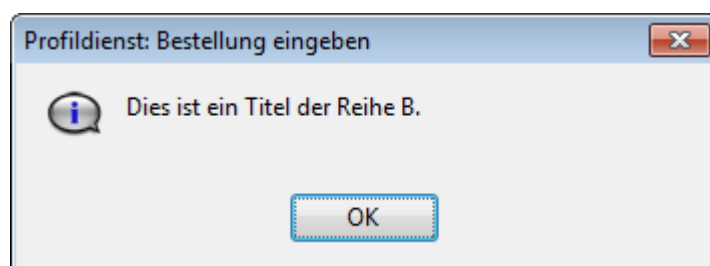 Profildienst: Bestellung eingeben
Dies ist ein Titel der Reihe B.
OK